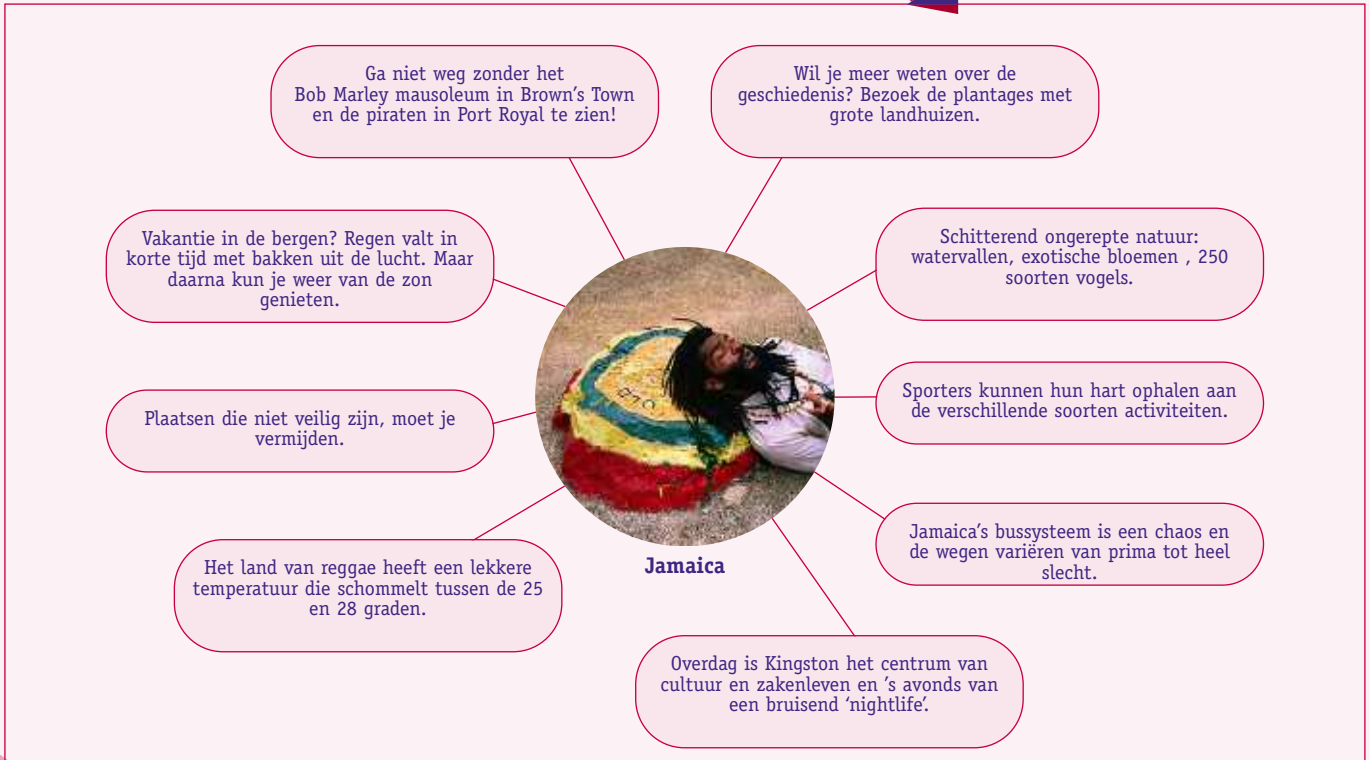 Ga niet weg zonder het
Bob Marley mausoleum in Brown's Town
en de piraten in Port Royal te zien!
Wil je meer weten over de
geschiedenis? Bezoek de plantages met
grote landhuizen.
Vakantie in de bergen? Regen valt in
korte tijd met bakken uit de lucht. Maar
daarna kun je weer van de zon
genieten.
Schitterend ongerepte natuur:
watervallen, exotische bloemen , 250
soorten vogels.
Plaatsen die niet veilig zijn, moet je
vermijden.
Sporters kunnen hun hart ophalen aan
de verschillende soorten activiteiten.
Het land van reggae heeft een lekkere
temperatuur die schommelt tussen de 25
en 28 graden.
Jamaica
Jamaica's bussysteem is een chaos en
de wegen variëren van prima tot heel
slecht.
Overdag is Kingston het centrum van
cultuur en zakenleven en 's avonds van
een bruisend 'nightlife'.